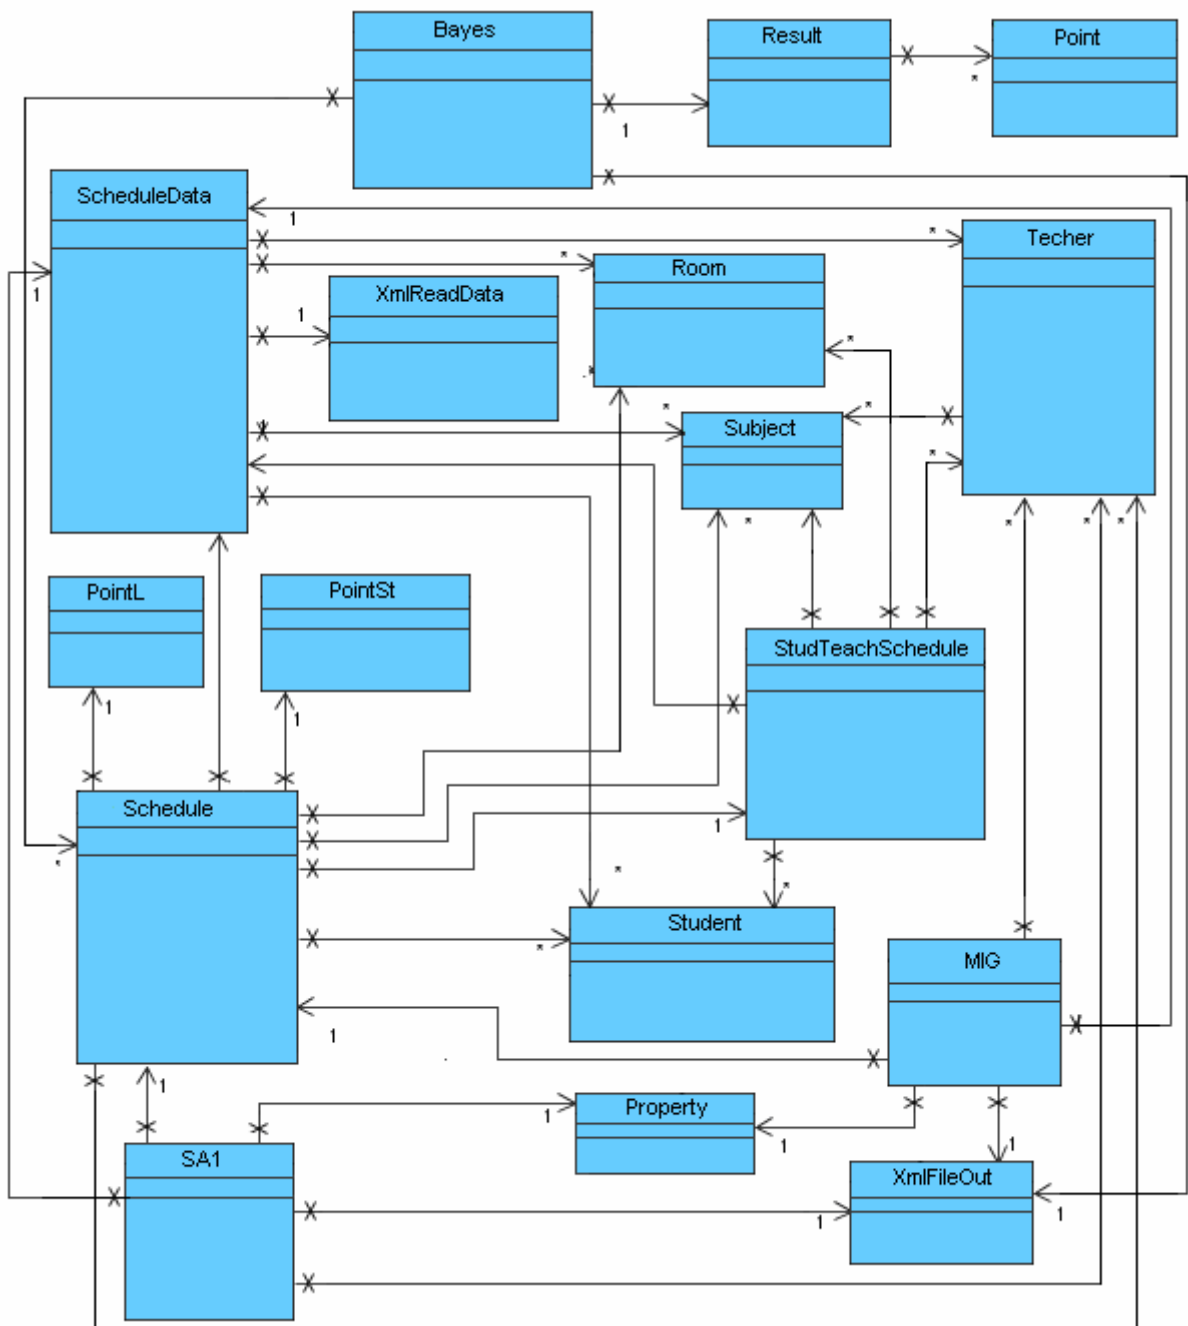 Bayes
Result
Point
*
1
ScheduleData
1
*
Techer
*
Room
1
XmlReadData
1
*
*
*
*
Subject
*
*
*
*
*
PointL
PointSt
StudTeachSchedule
1
1
Schedule
1
*
*
*
Student
*
MIG
1
1
Property
1
1
1
SA1
XmlFileOut
1
1